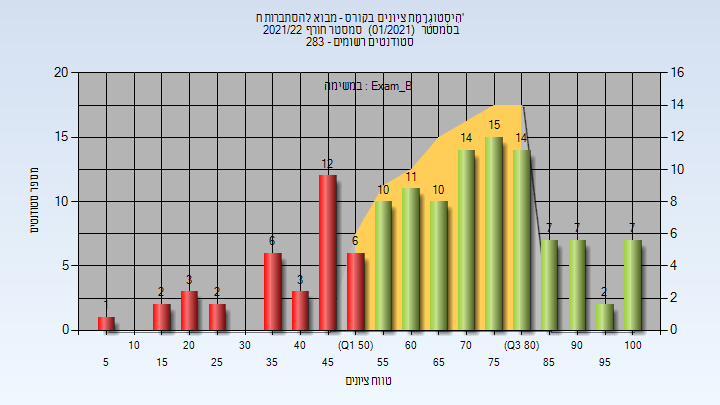 היסטוגרמת ציונים בקורס - מבוא להסתברות ח'
בסמסטר (01/2021) סמסטר חורף 2021/22
סטודנטים רשומים - 283
במשימה : Exam_B
20 15 10 5 0
מספר סטודנטים
16 14 12 10 8 6 4 2 0
1 2 3 2 6 3 12 6 10 11 10 14 15 14 7 7 2 7
10 20 30 40 (Q1 50) 60 70 (Q3 80) 90 100
5 15 25 35 45 55 65 75 85 95
טווח ציונים